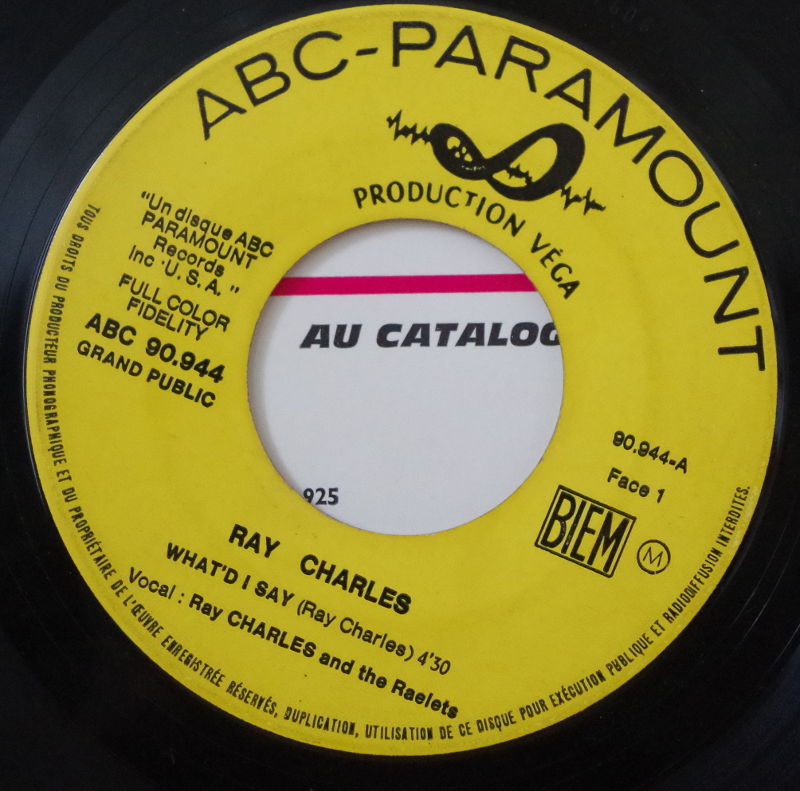 ABC-PARAMOUNT
PRODUCTION VÉGA
"Un disque ABC
PARAMOUNT
Records
Inc U.S.A."
FULL COLOR
FIDELITY
ABC 90.944
GRAND PUBLIC
AU CATALOG
925
90.944-A
Face 1
BIEM
M
RAY CHARLES
WHAT'D I SAY (Ray Charles) 4'30
Vocal : Ray CHARLES and the Raelets
TOUS DROITS DU PRODUCTEUR PHONOGRAPHIQUE ET DU PROPRIÉTAIRE DE L'ŒUVRE ENREGISTRÉE RÉSERVÉS, DUPLICATION, UTILISATION DE CE DISQUE POUR EXÉCUTION PUBLIQUE ET RADIODIFFUSION INTERDITES.